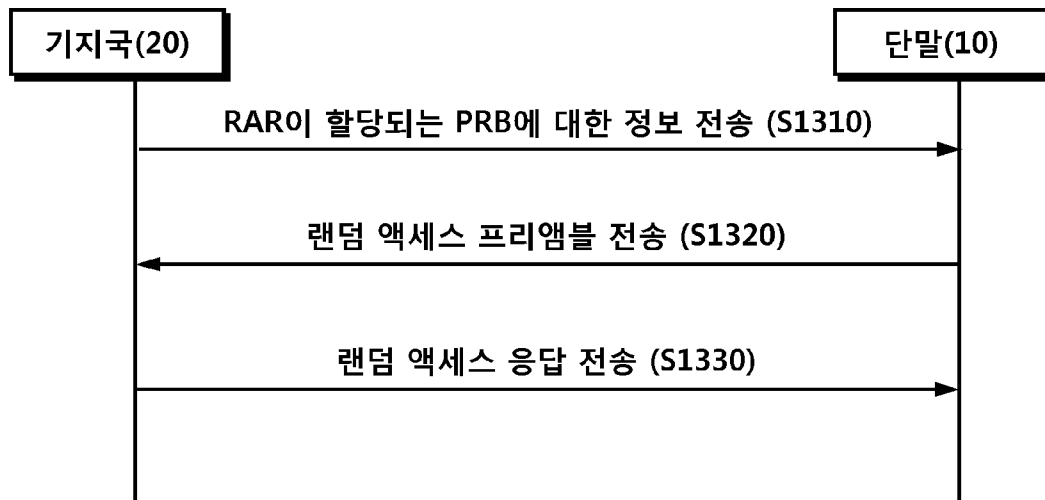 기지국(20)
단말(10)
RAR이 할당되는 PRB에 대한 정보 전송 (S1310)
랜덤 액세스 프리앰블 전송 (S1320)
랜덤 액세스 응답 전송 (S1330)